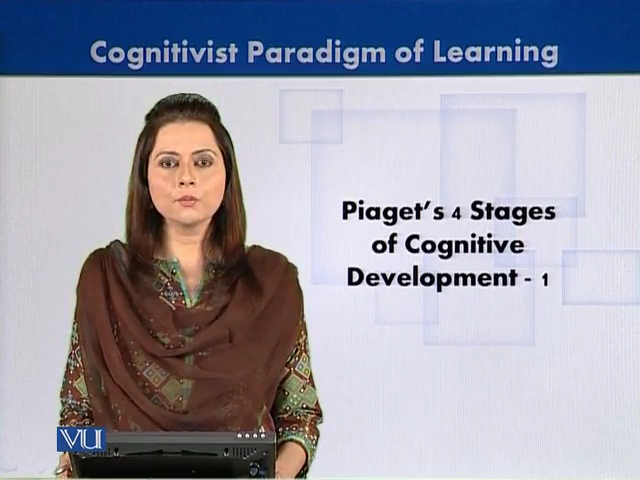 Cognitivist Paradigm of Learning
Piaget's 4 Stages
of Cognitive
Development - 1
VU